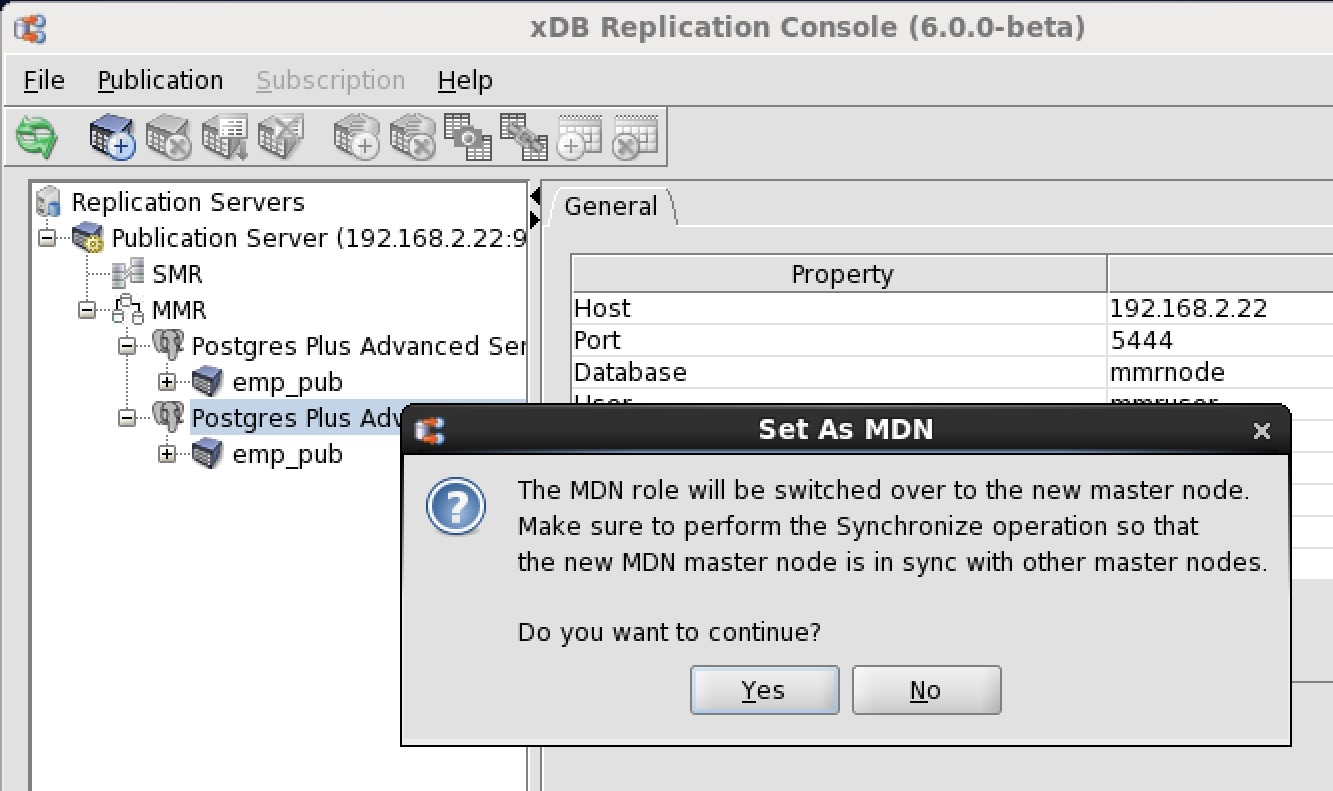 xDB Replication Console (6.0.0-beta)
File Publication Subscription Help
Replication Servers
Publication Server (192.168.2.22:9
SMR
MMR
Postgres Plus Advanced Ser
emp_pub
Postgres Plus Adv
emp_pub
General
Property
Host 192.168.2.22
Port 5444
Database mmrnode
User mmruser
Set As MDN
The MDN role will be switched over to the new master node.
Make sure to perform the Synchronize operation so that
the new MDN master node is in sync with other master nodes.
Do you want to continue?
Yes No